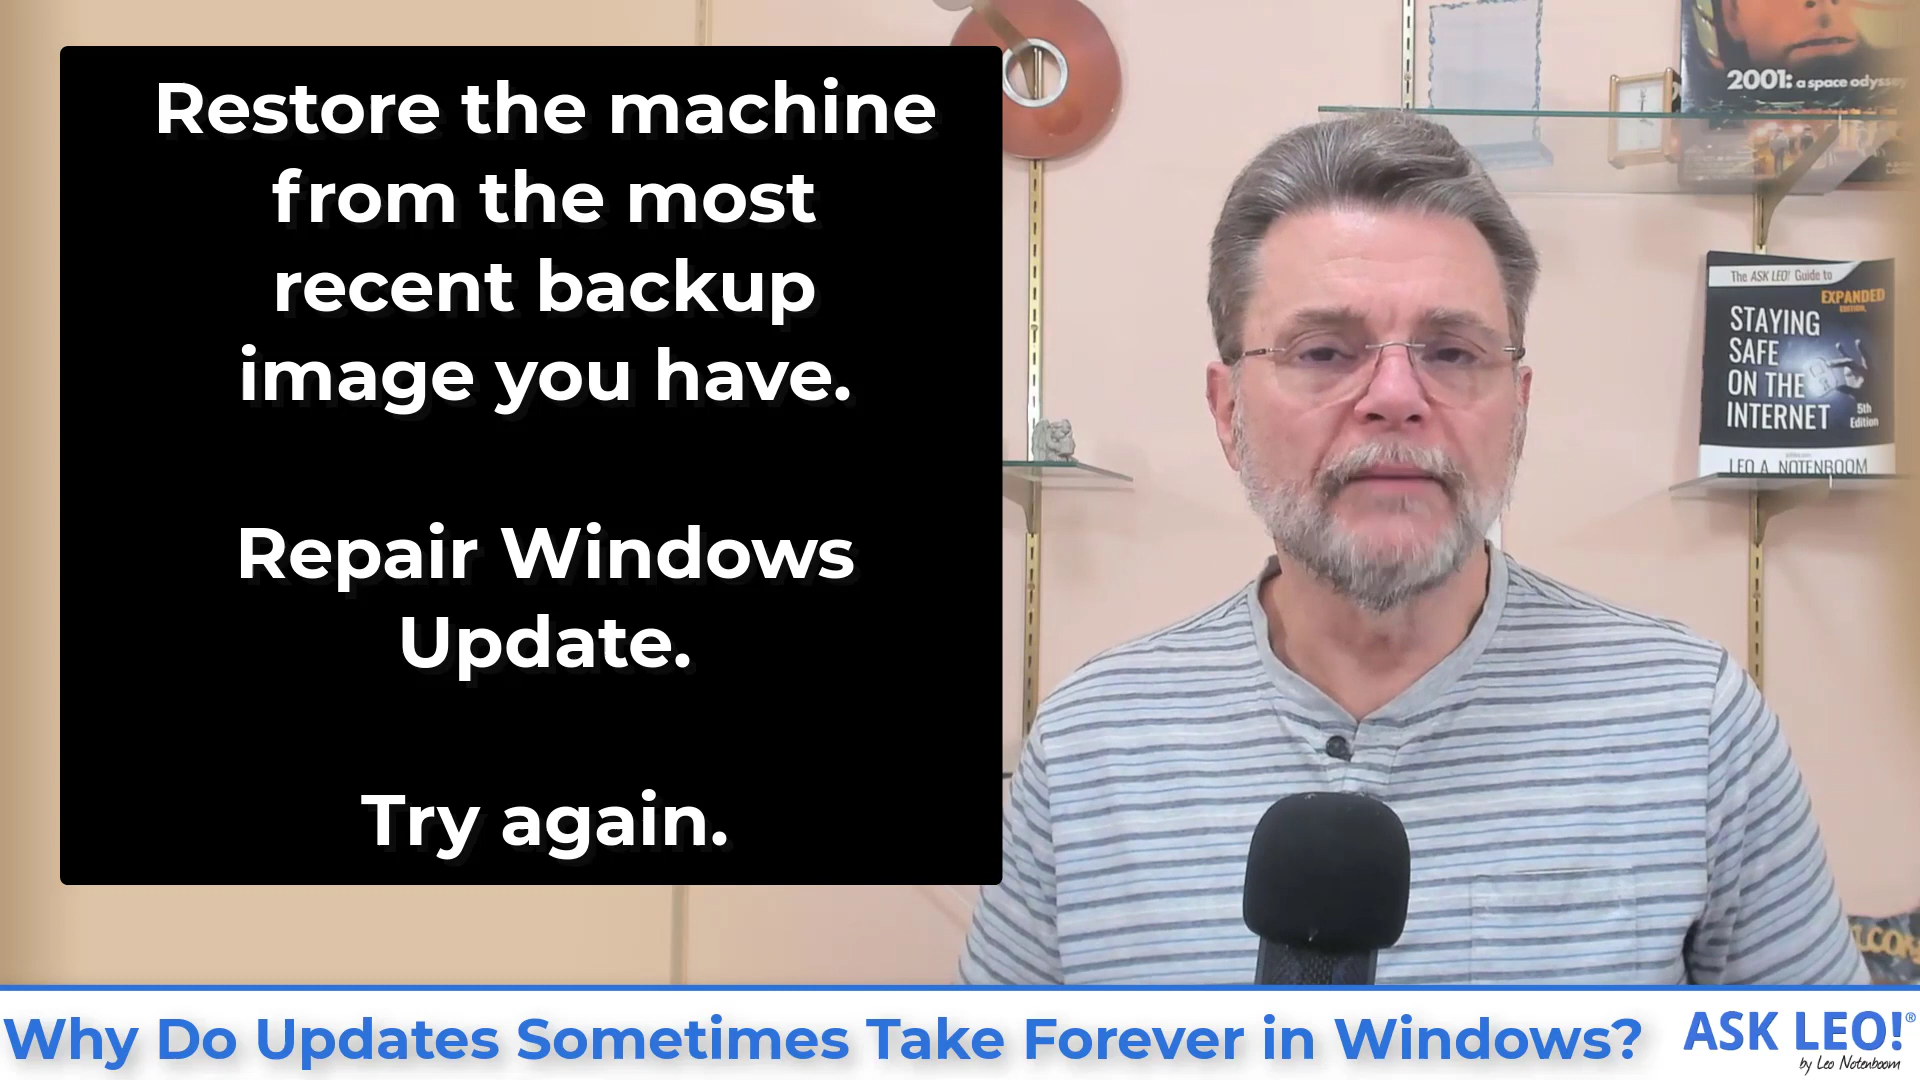 Restore the machine
from the most
recent backup
image you have.
Repair Windows
Update.
Try again.
2001: a space odyssey
The ASK LEO! Guide to
EXPANDED
EDITION
STAYING
SAFE
ON THE
INTERNET
5th
Edition
LEO A. NOTENBOOM
Why Do Updates Sometimes Take Forever in Windows?
ASK LEO!®
by Leo Notenboom